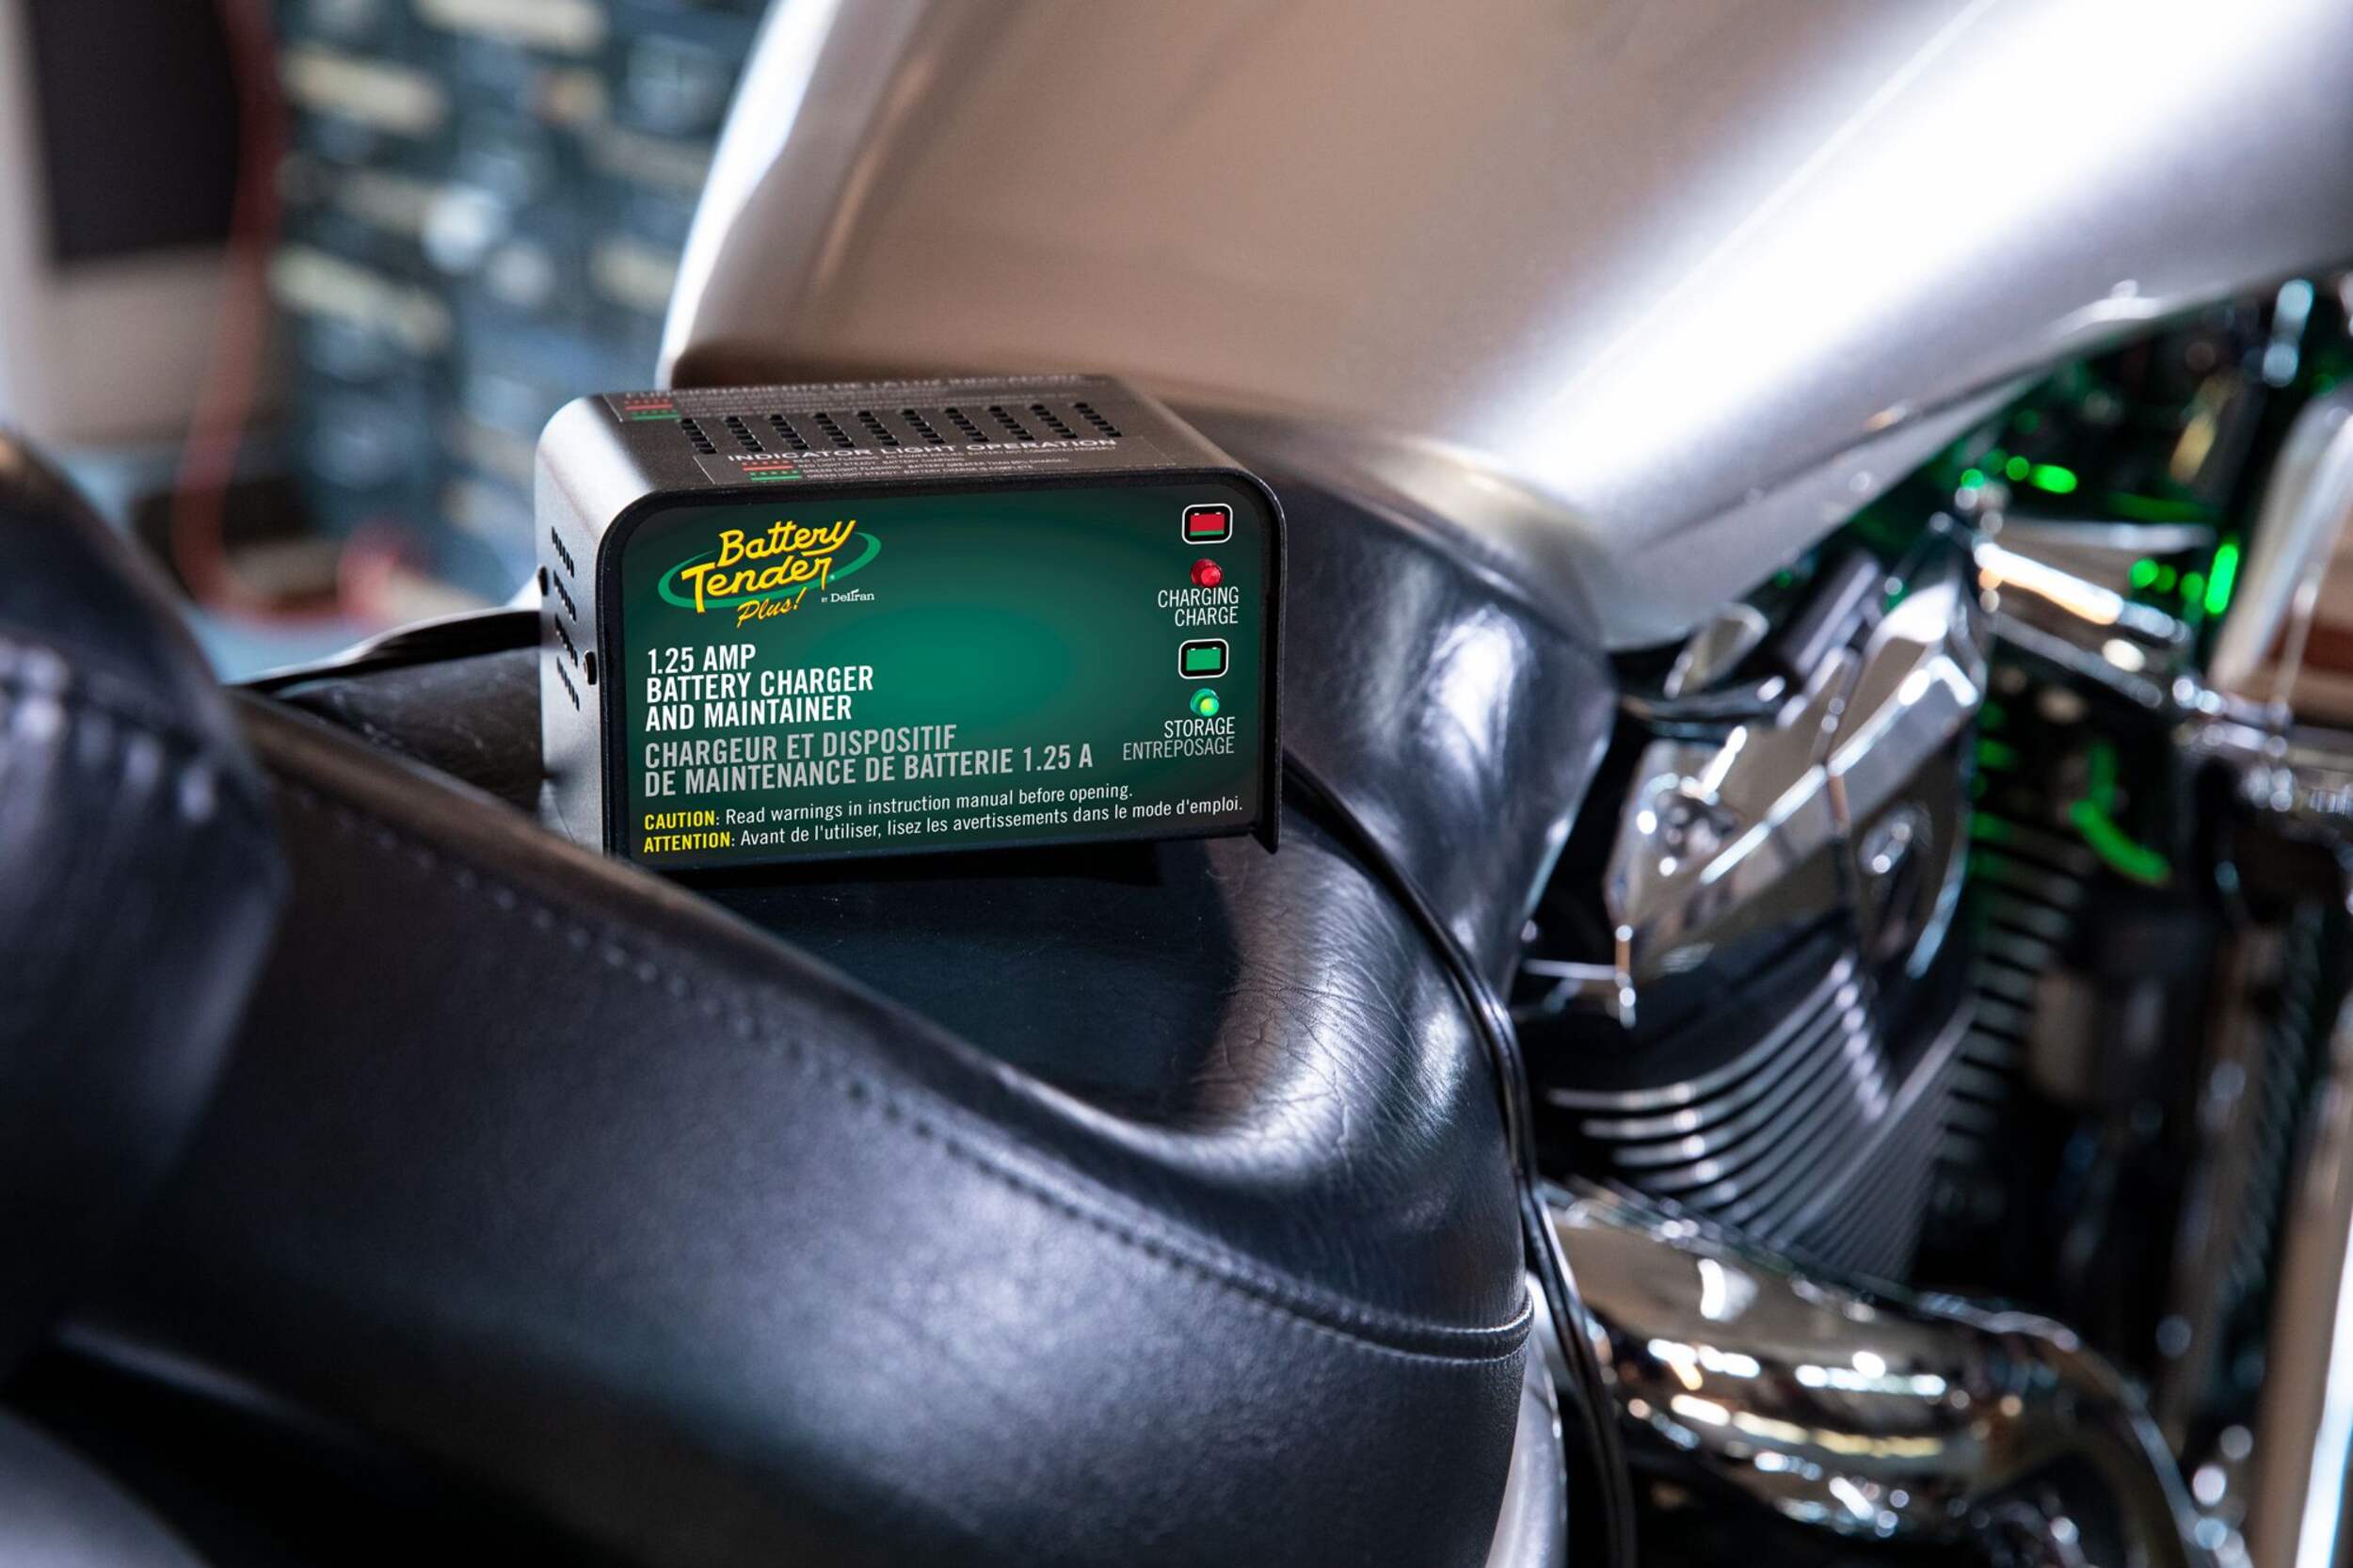 INDICATOR LIGHT OPERATION
Battery
Tender
Plus! BY Deltran
1.25 AMP
BATTERY CHARGER
AND MAINTAINER
CHARGEUR ET DISPOSITIF
DE MAINTENANCE DE BATTERIE 1.25 A
CAUTION: Read warnings in instruction manual before opening.
ATTENTION: Avant de l'utiliser, lisez les avertissements dans le mode d'emploi.
CHARGING
CHARGE
STORAGE
ENTREPOSAGE